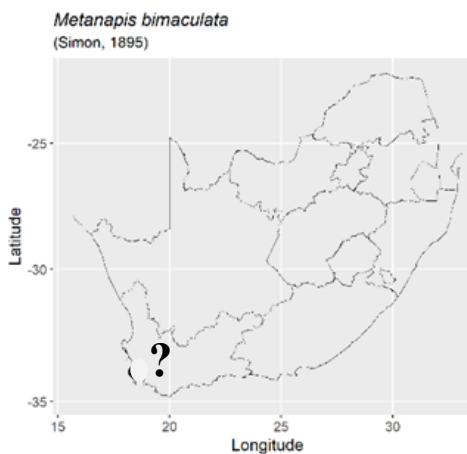 Metanapis bimaculata
(Simon, 1895)
-25
-30
-35
Latitude
?
15
20
25
30
Longitude